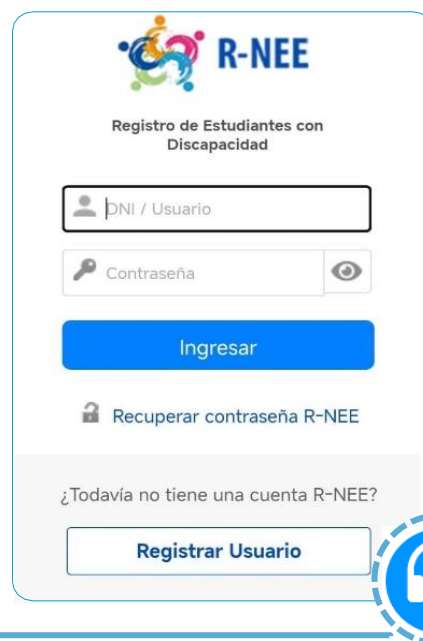 R-NEE
Registro de Estudiantes con
Discapacidad
DNI / Usuario
Contraseña
Ingresar
Recuperar contraseña R-NEE
¿Todavía no tiene una cuenta R-NEE?
Registrar Usuario